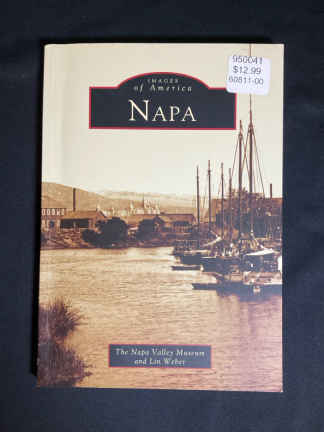 950041
$12.99
60811-00
IMAGES
of America
NAPA
The Napa Valley Museum
and Lin Weber